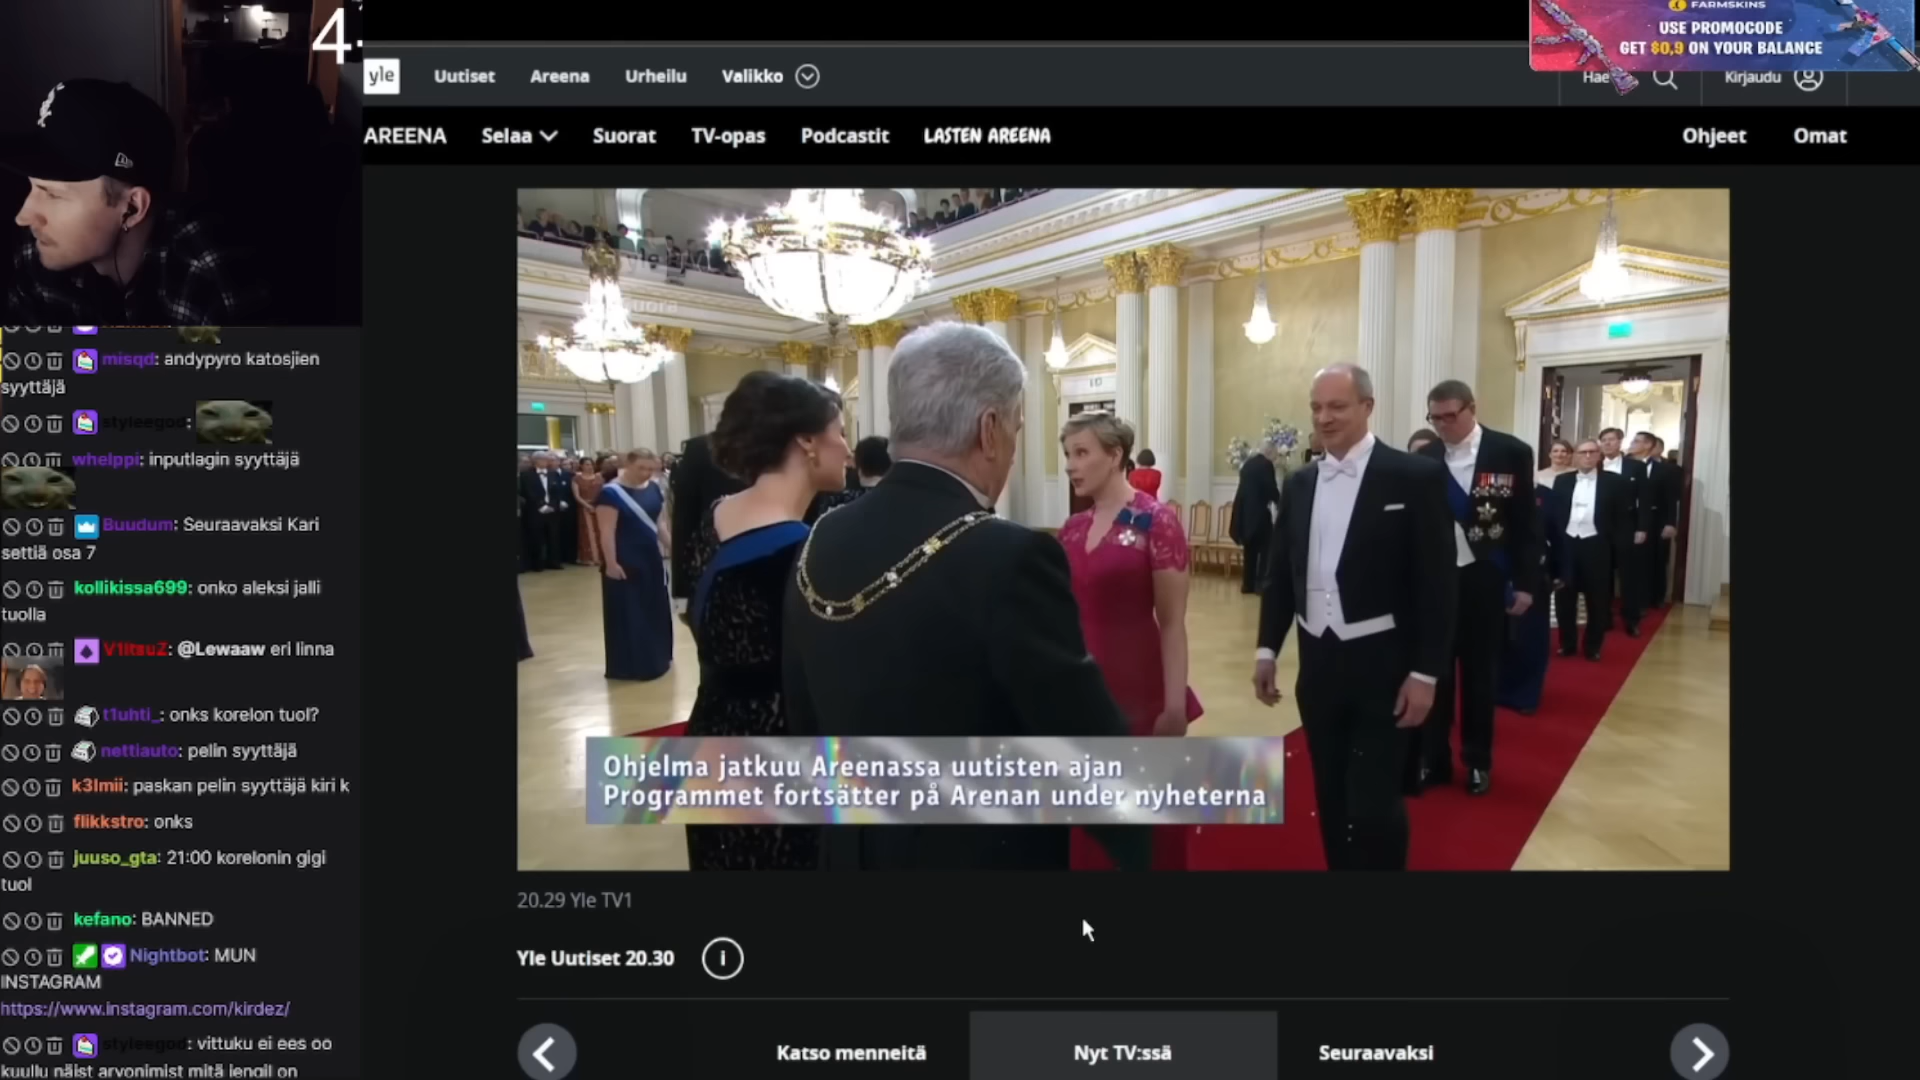 4
FARMSKINS
USE PROMOCODE
GET $0,9 ON YOUR BALANCE
yle
Uutiset
Areena
Urheilu
Valikko
Hae
Kirjaudu
AREENA
Selaa
Suorat
TV-opas
Podcastit
LASTEN AREENA
Ohjeet
Omat
misqd: andypyro katosjien
syyttäjä
styleegod:
whelppi: inputlagin syyttäjä
Buudum: Seuraavaksi Kari
settiä osa 7
kollikissa699: onko aleksi jalli
tuolla
V1itsuZ: @Lewaaw eri linna
t1uhti_: onks korelon tuol?
nettiauto: pelin syyttäjä
k3lmii: paskan pelin syyttäjä kiri k
flikkstro: onks
juuso_gta: 21:00 korelonin gigi
tuol
kefano: BANNED
Nightbot: MUN
INSTAGRAM
https://www.instagram.com/kirdez/
styleegod: vittuku ei ees oo
kuullu näist arvonimist mitä jengil on
Ohjelma jatkuu Areenassa uutisten ajan
Programmet fortsätter på Arenan under nyheterna
20.29 Yle TV1
Yle Uutiset 20.30
i
Katso menneitä
Nyt TV:ssä
Seuraavaksi